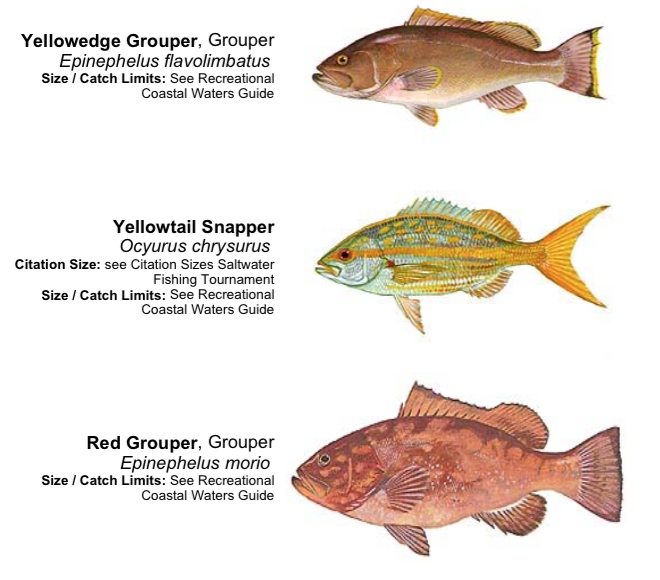 Yellowedge Grouper, Grouper
Epinephelus flavolimbatus
Size / Catch Limits: See Recreational
Coastal Waters Guide
Yellowtail Snapper
Ocyurus chrysurus
Citation Size: see Citation Sizes Saltwater
Fishing Tournament
Size / Catch Limits: See Recreational
Coastal Waters Guide
Red Grouper, Grouper
Epinephelus morio
Size / Catch Limits: See Recreational
Coastal Waters Guide